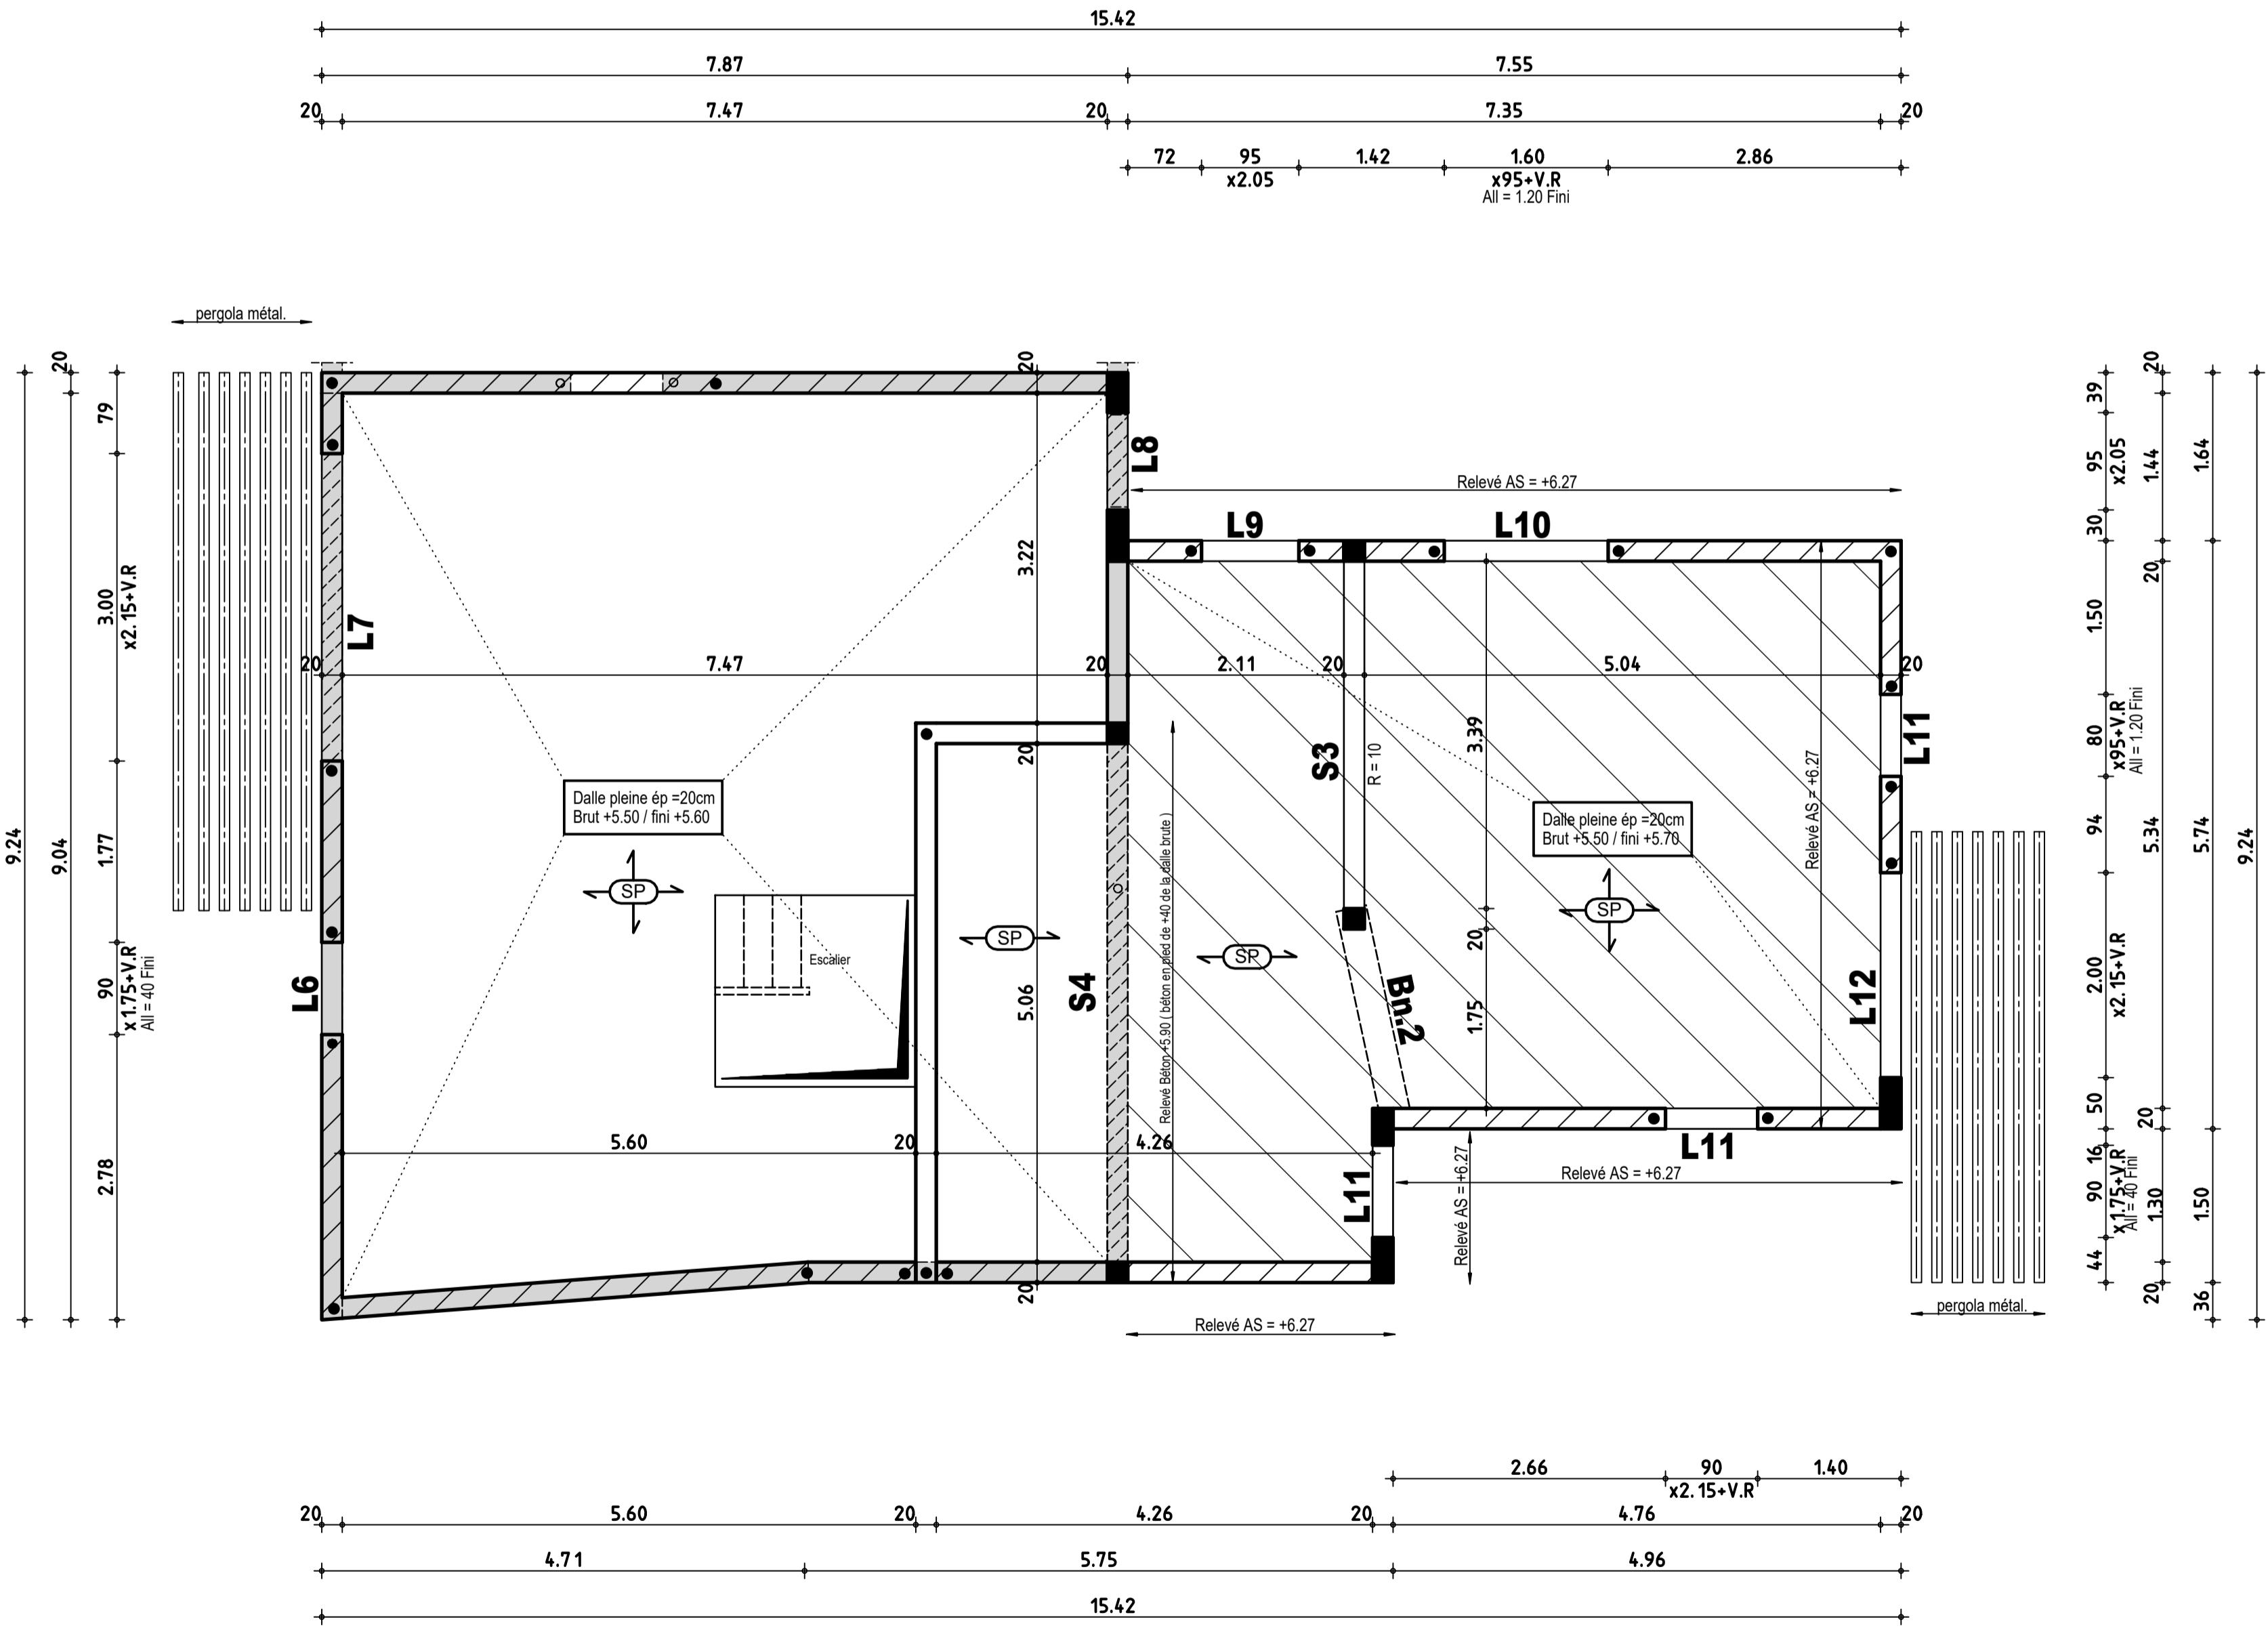 15.42
7.87
7.55
20
7.47
20
7.35
20
72
95
1.42
1.60
2.86
x2.05
x95+V.R
All = 1.20 Fini
pergola métal.
20
79
3.00
x2.15+V.R
1.77
90
x1.75+V.R
All = 40 Fini
2.78
9.04
9.24
L7
L6
L8
L9
L10
Relevé AS = +6.27
20
3.22
20
7.47
20
2.11
20
5.04
20
20
S3
R = 10
3.39
20
1.75
Relevé AS = +6.27
Dalle pleine ép =20cm
Brut +5.50 / fini +5.60
SP
Escalier
SP
5.06
S4
Relevé Béton +5.90 ( béton en pied de +40 de la dalle brute )
SP
Bn.2
Dalle pleine ép =20cm
Brut +5.50 / fini +5.70
SP
L11
L12
5.60
20
4.26
L11
L11
Relevé AS = +6.27
Relevé AS = +6.27
20
Relevé AS = +6.27
pergola métal.
39
95
x2.05
30
1.50
80
x95+V.R
All = 1.20 Fini
94
2.00
x2.15+V.R
50
16
90
x1.75+V.R
All = 40 Fini
44
20
1.44
20
5.34
20
1.30
20
1.64
5.74
1.50
36
9.24
2.66
90
1.40
x2.15+V.R
20
5.60
20
4.26
20
4.76
20
4.71
5.75
4.96
15.42